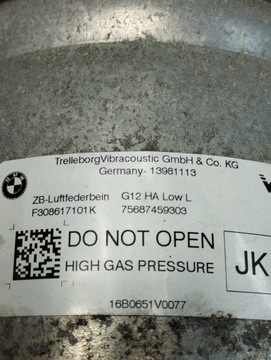 TrelleborgVibracoustic GmbH & Co. KG
Germany- 13981113
BMW
ZB-Luftfederbein G12 HA Low L
F308617101K 75687459303
DO NOT OPEN
HIGH GAS PRESSURE
JK
16B0651V0077